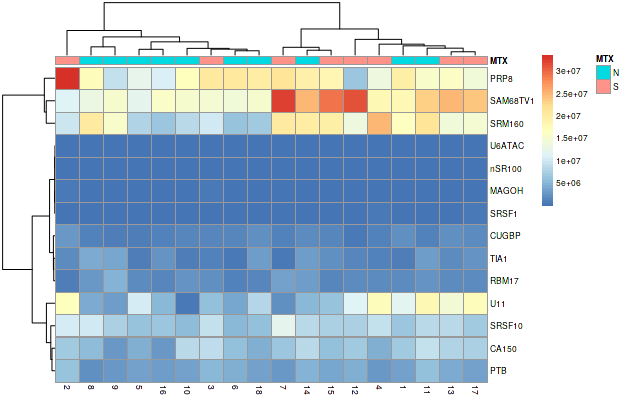 MTX
PRP8
SAM68TV1
SRM160
U6ATAC
nSR100
MAGOH
SRSF1
CUGBP
TIA1
RBM17
U11
SRSF10
CA150
PTB
2 8 9 5 16 10 3 6 18 7 14 15 12 4 1 11 13 17
3e+07
2.5e+07
2e+07
1.5e+07
1e+07
5e+06
MTX
N
S